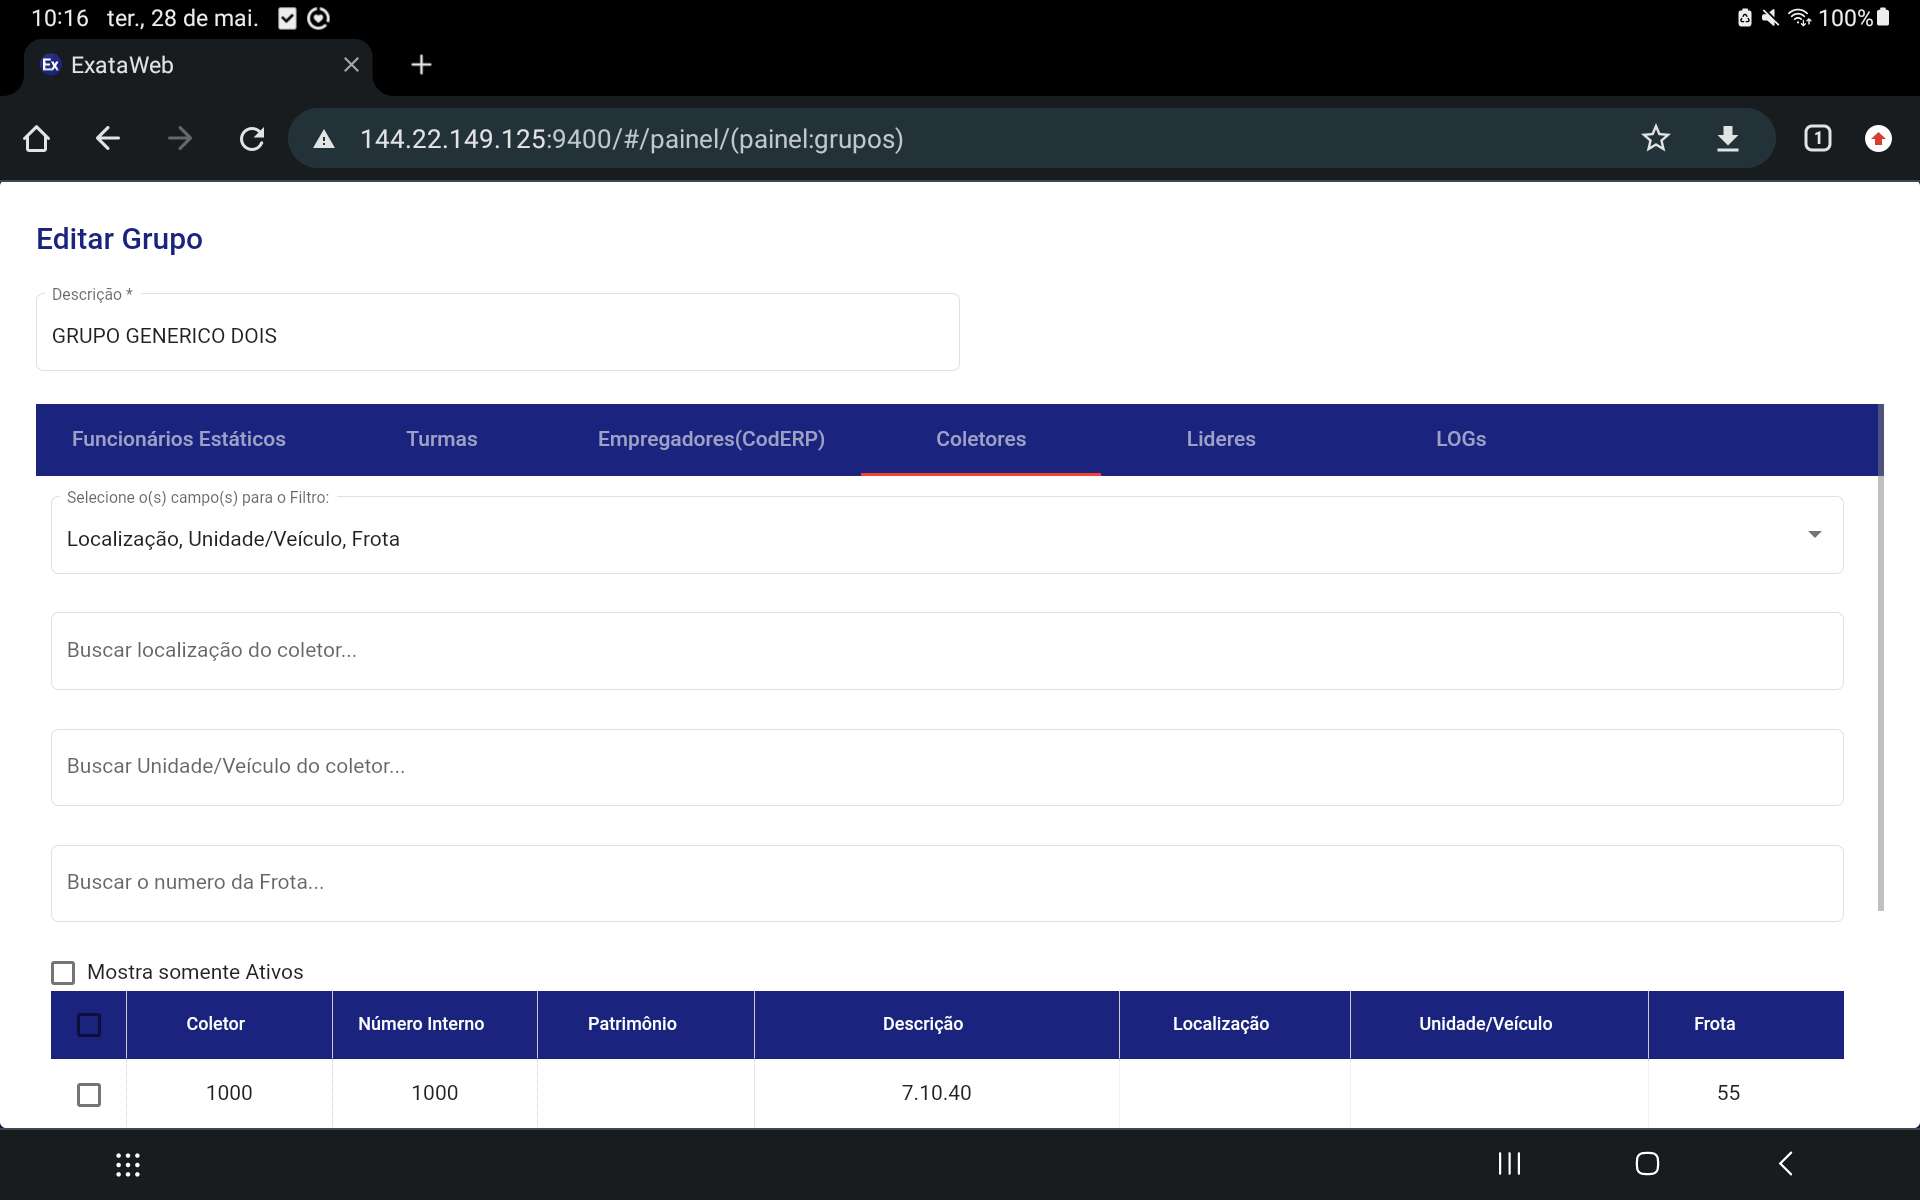 10:16 ter., 28 de mai. 100%
Ex ExataWeb
144.22.149.125:9400/#/painel/(painel:grupos) 1
Editar Grupo
Descrição *
GRUPO GENERICO DOIS
Funcionários Estáticos Turmas Empregadores(CodERP) Coletores Lideres LOGs
Selecione o(s) campo(s) para o Filtro:
Localização, Unidade/Veículo, Frota
Buscar localização do coletor...
Buscar Unidade/Veículo do coletor...
Buscar o numero da Frota...
Mostra somente Ativos
Coletor Número Interno Patrimônio Descrição Localização Unidade/Veículo Frota
1000 1000 7.10.40 55